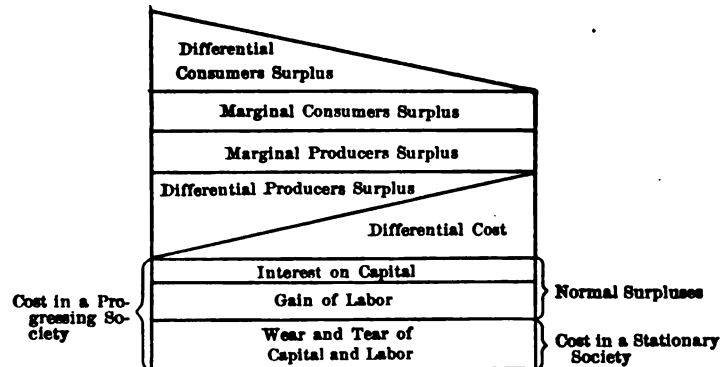 Differential
Consumers Surplus
Marginal Consumers Surplus
Marginal Producers Surplus
Differential Producers Surplus
Differential Cost
Interest on Capital
Gain of Labor
Normal Surpluses
Cost in a Pro-
gressing So-
ciety
Wear and Tear of
Capital and Labor
Cost in a Stationary
Society